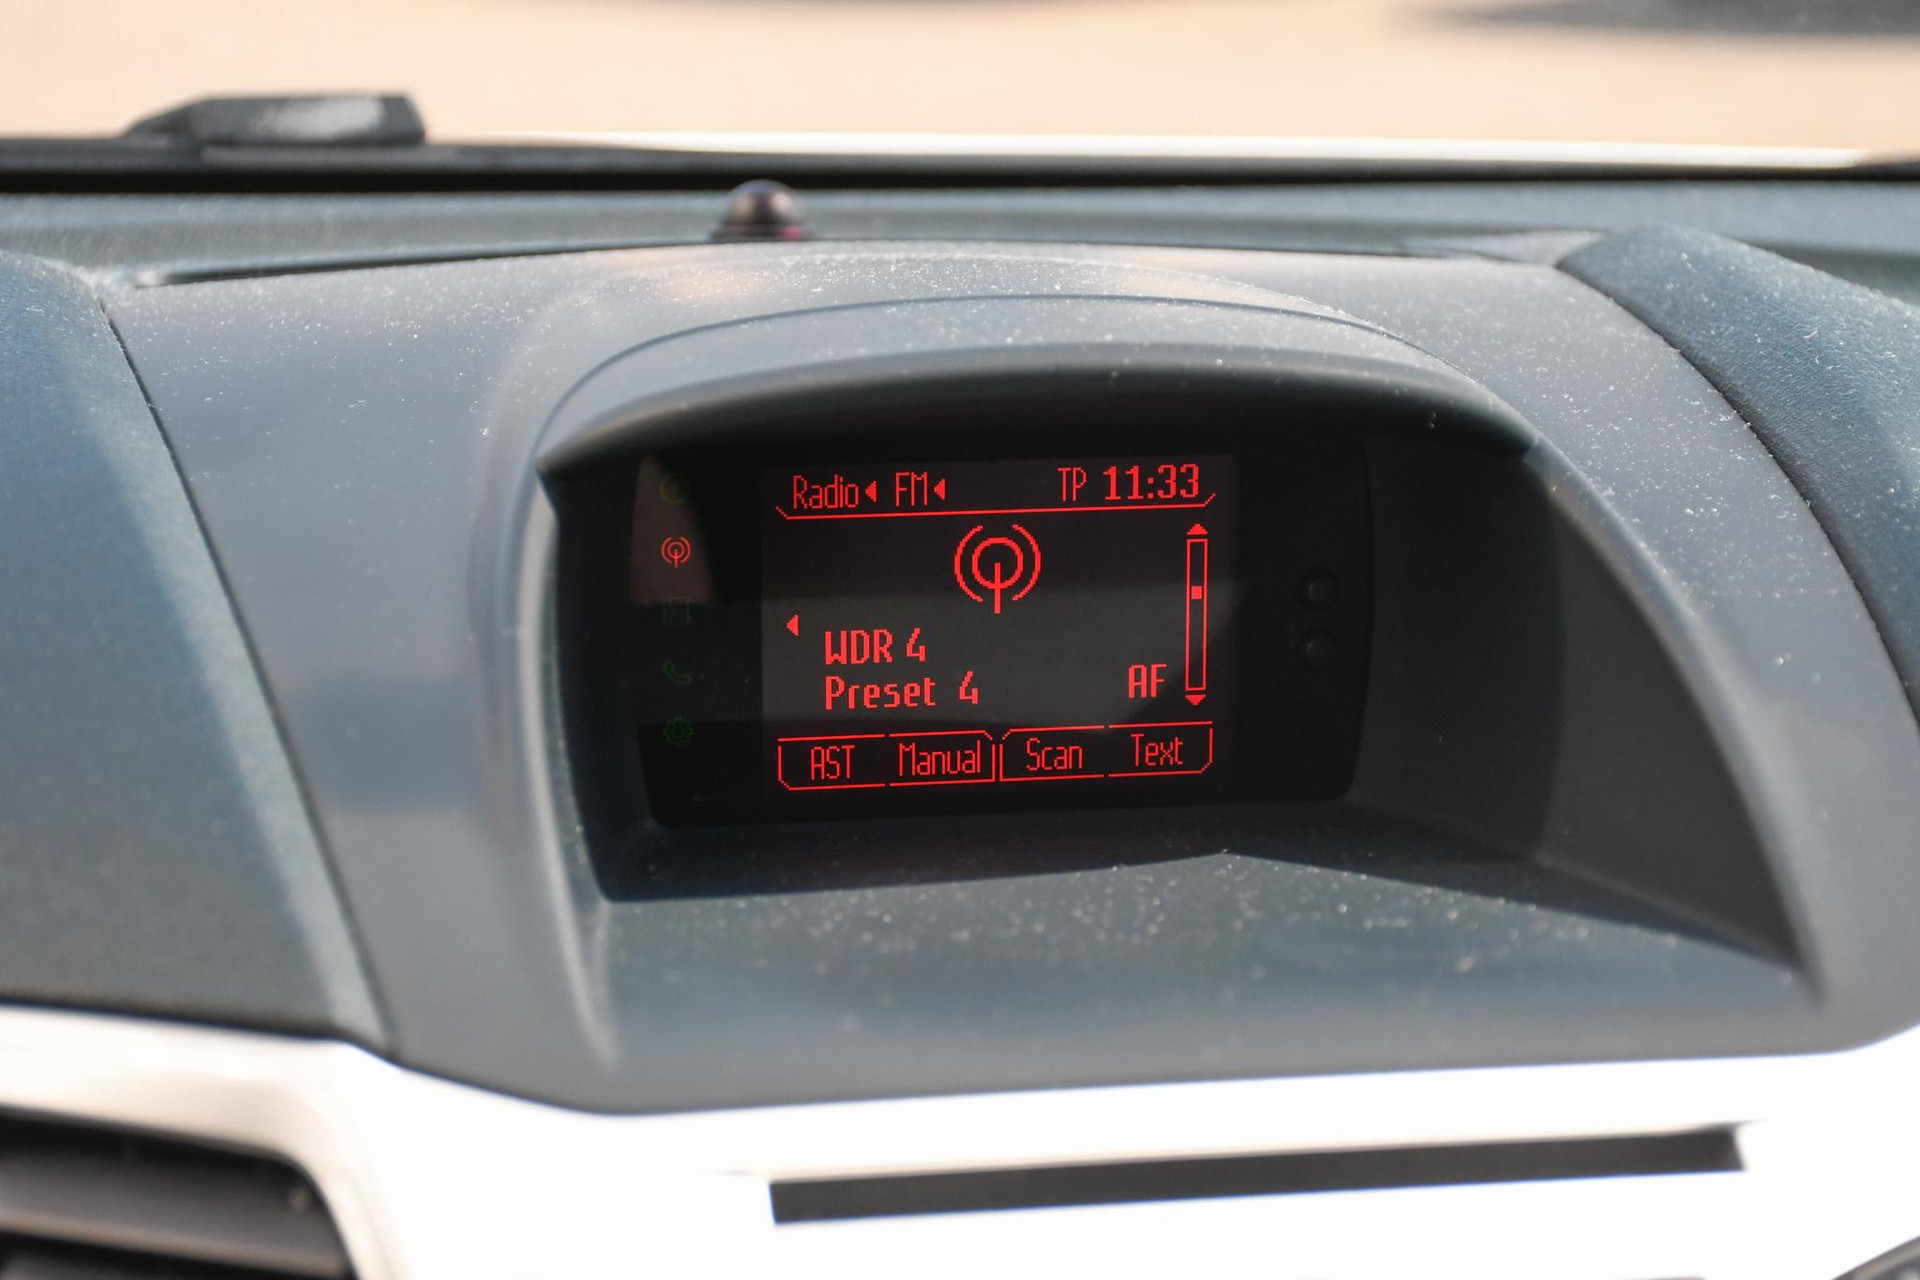 Radio FM TP 11:33
WDR 4
Preset 4 AF
AST Manual Scan Text